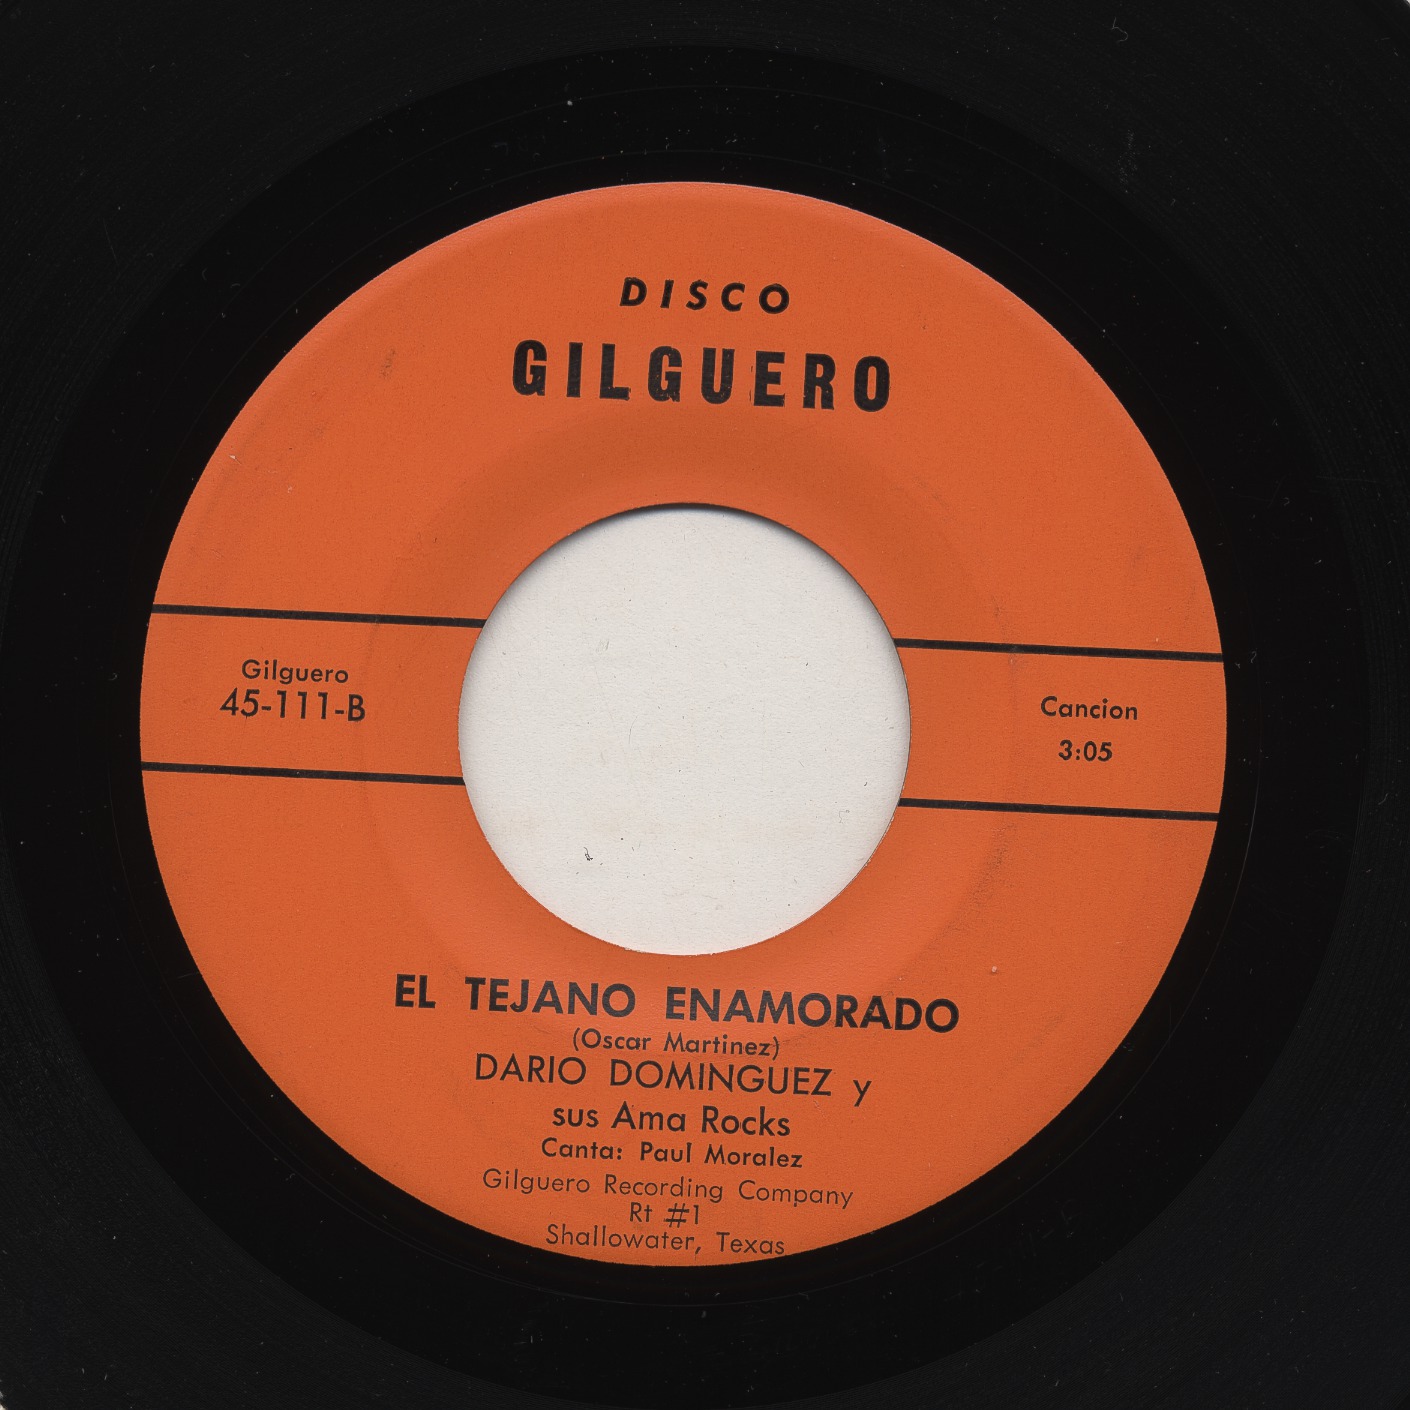 DISCO
GILGUERO
Gilguero
45-111-B
Cancion
3:05
EL TEJANO ENAMORADO
(Oscar Martinez)
DARIO DOMINGUEZ y
sus Ama Rocks
Canta: Paul Moralez
Gilguero Recording Company
Rt #1
Shallowater, Texas